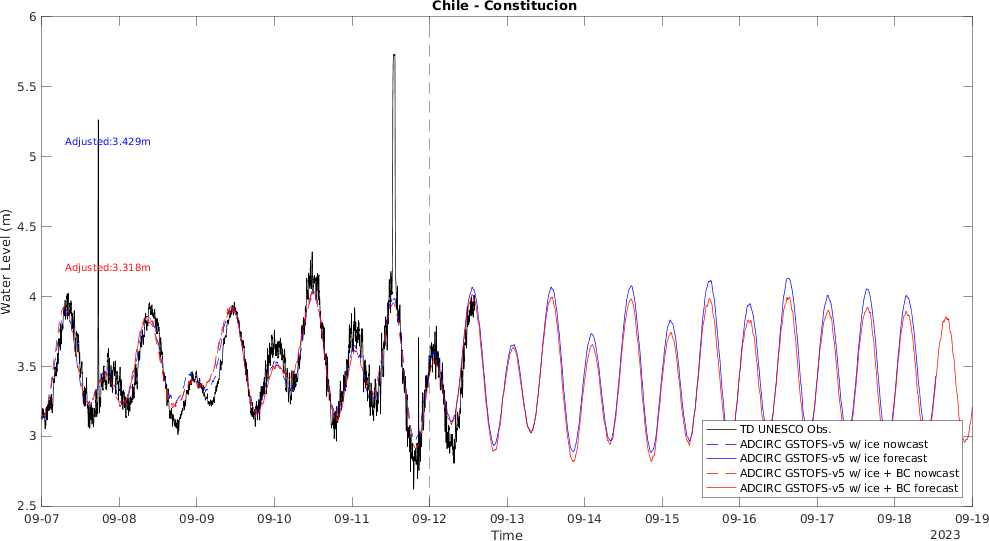 Chile - Constitucion
6
5.5
5
4.5
4
3.5
3
2.5
Water Level (m)
Adjusted:3.429m
Adjusted:3.318m
TD UNESCO Obs.
ADCIRC GSTOFS-v5 w/ ice nowcast
ADCIRC GSTOFS-v5 w/ ice forecast
ADCIRC GSTOFS-v5 w/ ice + BC nowcast
ADCIRC GSTOFS-v5 w/ ice + BC forecast
09-07 09-08 09-09 09-10 09-11 09-12 09-13 09-14 09-15 09-16 09-17 09-18 09-19
Time
2023